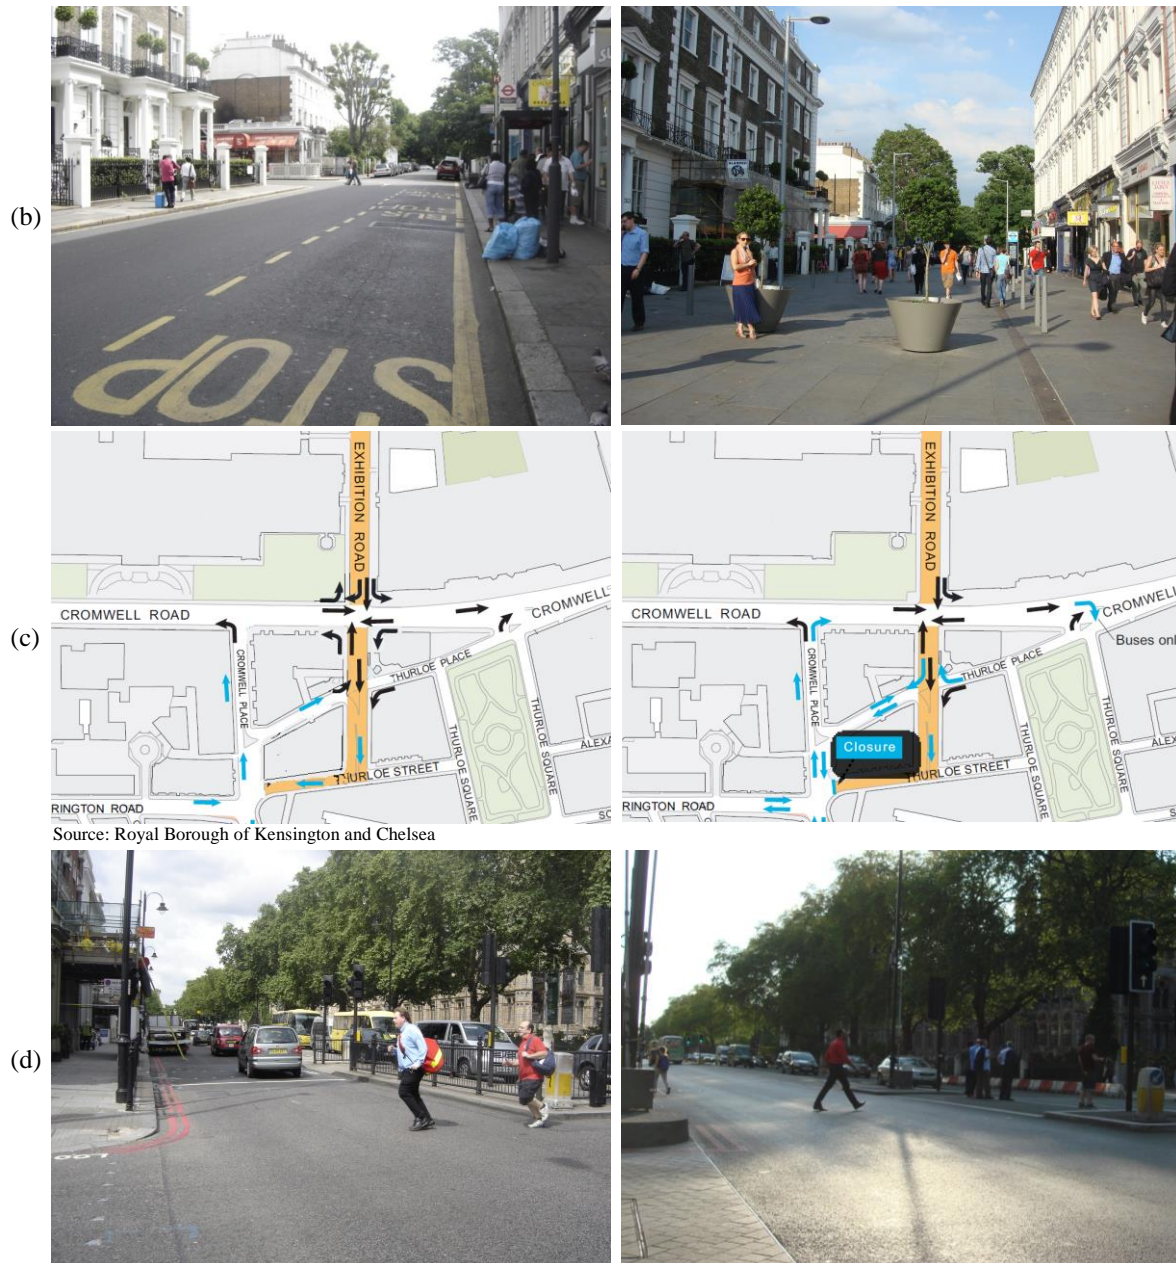 (b)
STOP
BUS
STOP
(c)
EXHIBITION ROAD
CROMWELL ROAD
CROMWELL
CROMWELL PLACE
THURLOE PLACE
THURLOE SQUARE
THURLOE SQUARE
ALEXA
THURLOE STREET
RINGTON ROAD
EXHIBITION ROAD
CROMWELL ROAD
CROMWEL
Buses onl
CROMWELL PLACE
THURLOE PLACE
THURLOE SQUARE
THURLOE SQUARE
ALEX
Closure
THURLOE STREET
RINGTON ROAD
Source: Royal Borough of Kensington and Chelsea
(d)